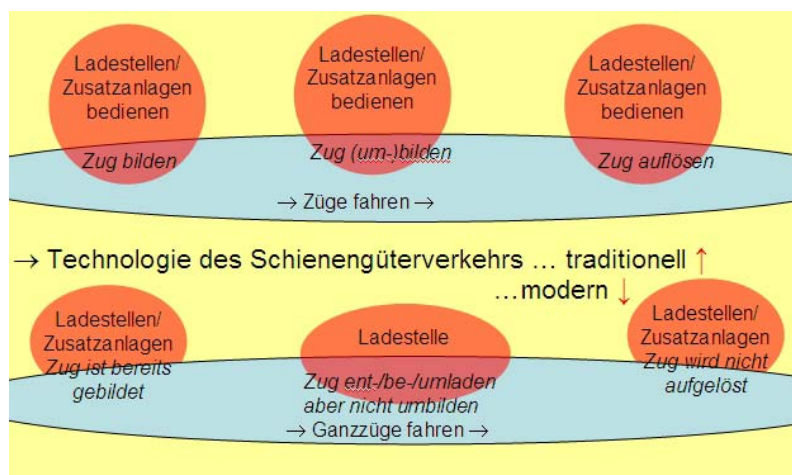 Ladestellen/
Zusatzanlagen
bedienen
Zug bilden
Ladestellen/
Zusatzanlagen
bedienen
Zug (um-)bilden
Ladestellen/
Zusatzanlagen
bedienen
Zug auflösen
→ Züge fahren →
→ Technologie des Schienengüterverkehrs ... traditionell ↑
...modern ↓
Ladestellen/
Zusatzanlagen
Zug ist bereits
gebildet
Ladestelle
Zug ent-/be-/umladen
aber nicht umbilden
Ladestellen/
Zusatzanlagen
Zug wird nicht
aufgelöst
→ Ganzzüge fahren →